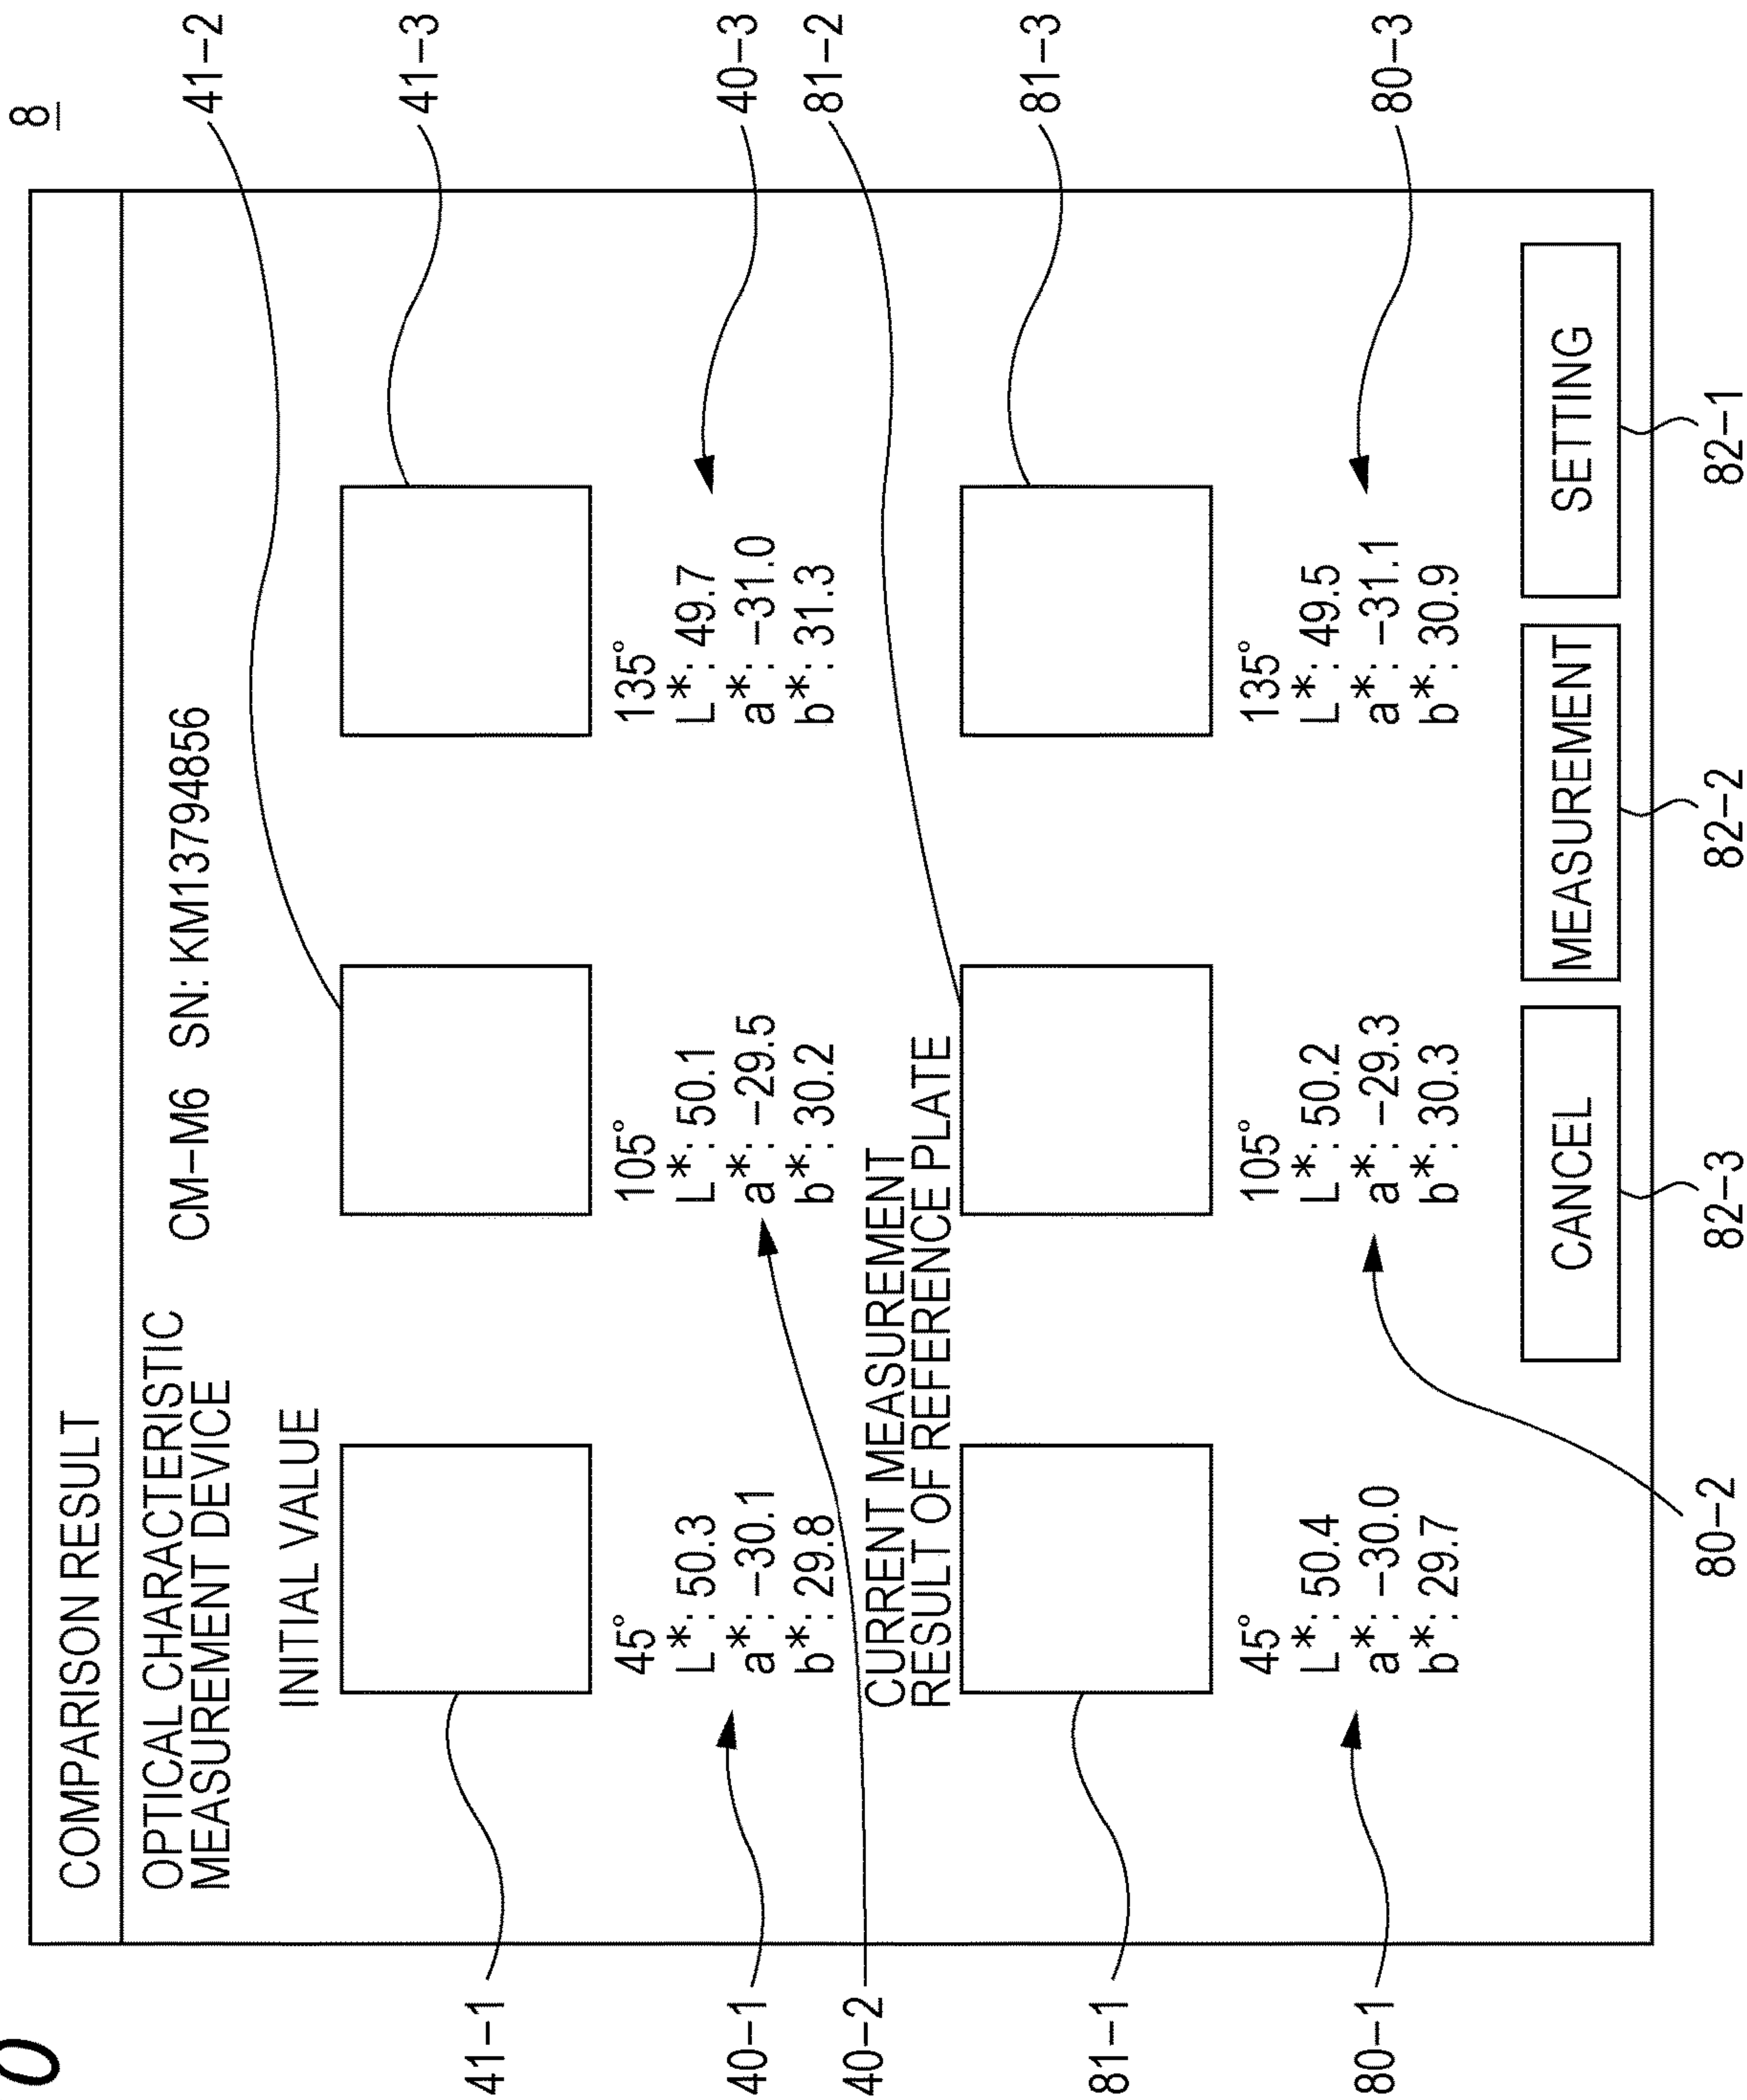 0
8
COMPARISON RESULT
OPTICAL CHARACTERISTIC
MEASUREMENT DEVICE
CM-M6 SN: KM13794856
INITIAL VALUE
41-1
41-2
41-3
45°
L*: 50.3
a*: -30.1
b*: 29.8
105°
L*: 50.1
a*: -29.5
b*: 30.2
135°
L*: 49.7
a*: -31.0
b*: 31.3
40-1
40-2
40-3
CURRENT MEASUREMENT
RESULT OF REFFERENCE PLATE
81-1
81-2
81-3
45°
L*: 50.4
a*: -30.0
b*: 29.7
105°
L*: 50.2
a*: -29.3
b*: 30.3
135°
L*: 49.5
a*: -31.1
b*: 30.9
80-1
80-2
80-3
CANCEL
MEASUREMENT
SETTING
82-3
82-2
82-1